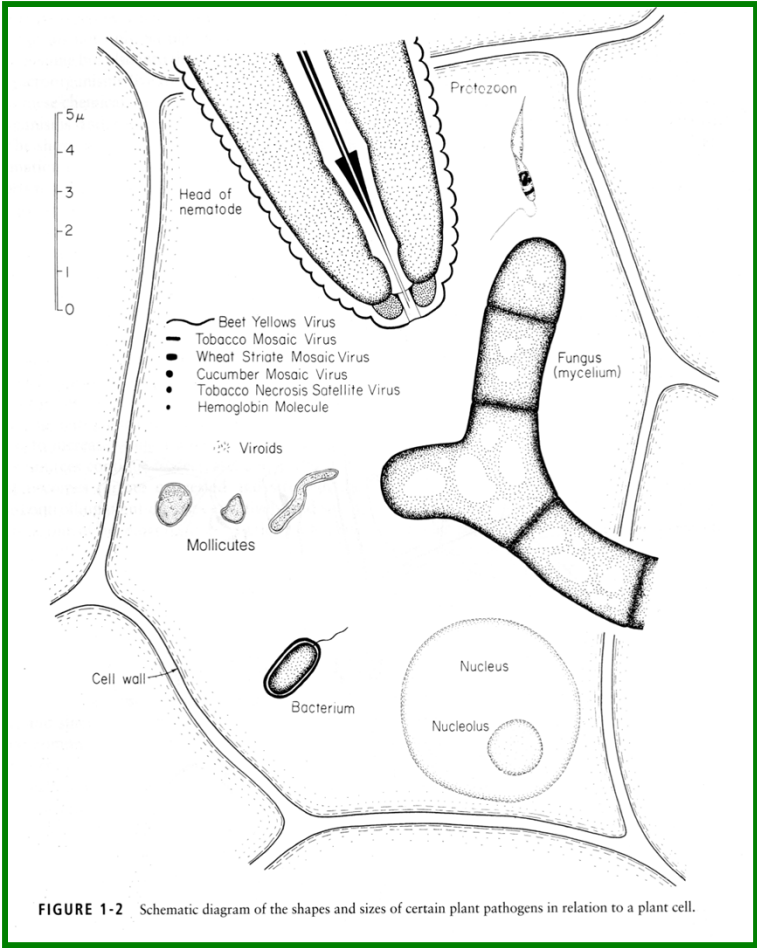 Protozoon
5μ
4
3
2
1
0
Head of
nematode
Beet Yellows Virus
Tobacco Mosaic Virus
Wheat Striate Mosaic Virus
Cucumber Mosaic Virus
Tobacco Necrosis Satellite Virus
Hemoglobin Molecule
Fungus
(mycelium)
Viroids
Mollicutes
Cell wall
Bacterium
Nucleus
Nucleolus
FIGURE 1-2 Schematic diagram of the shapes and sizes of certain plant pathogens in relation to a plant cell.